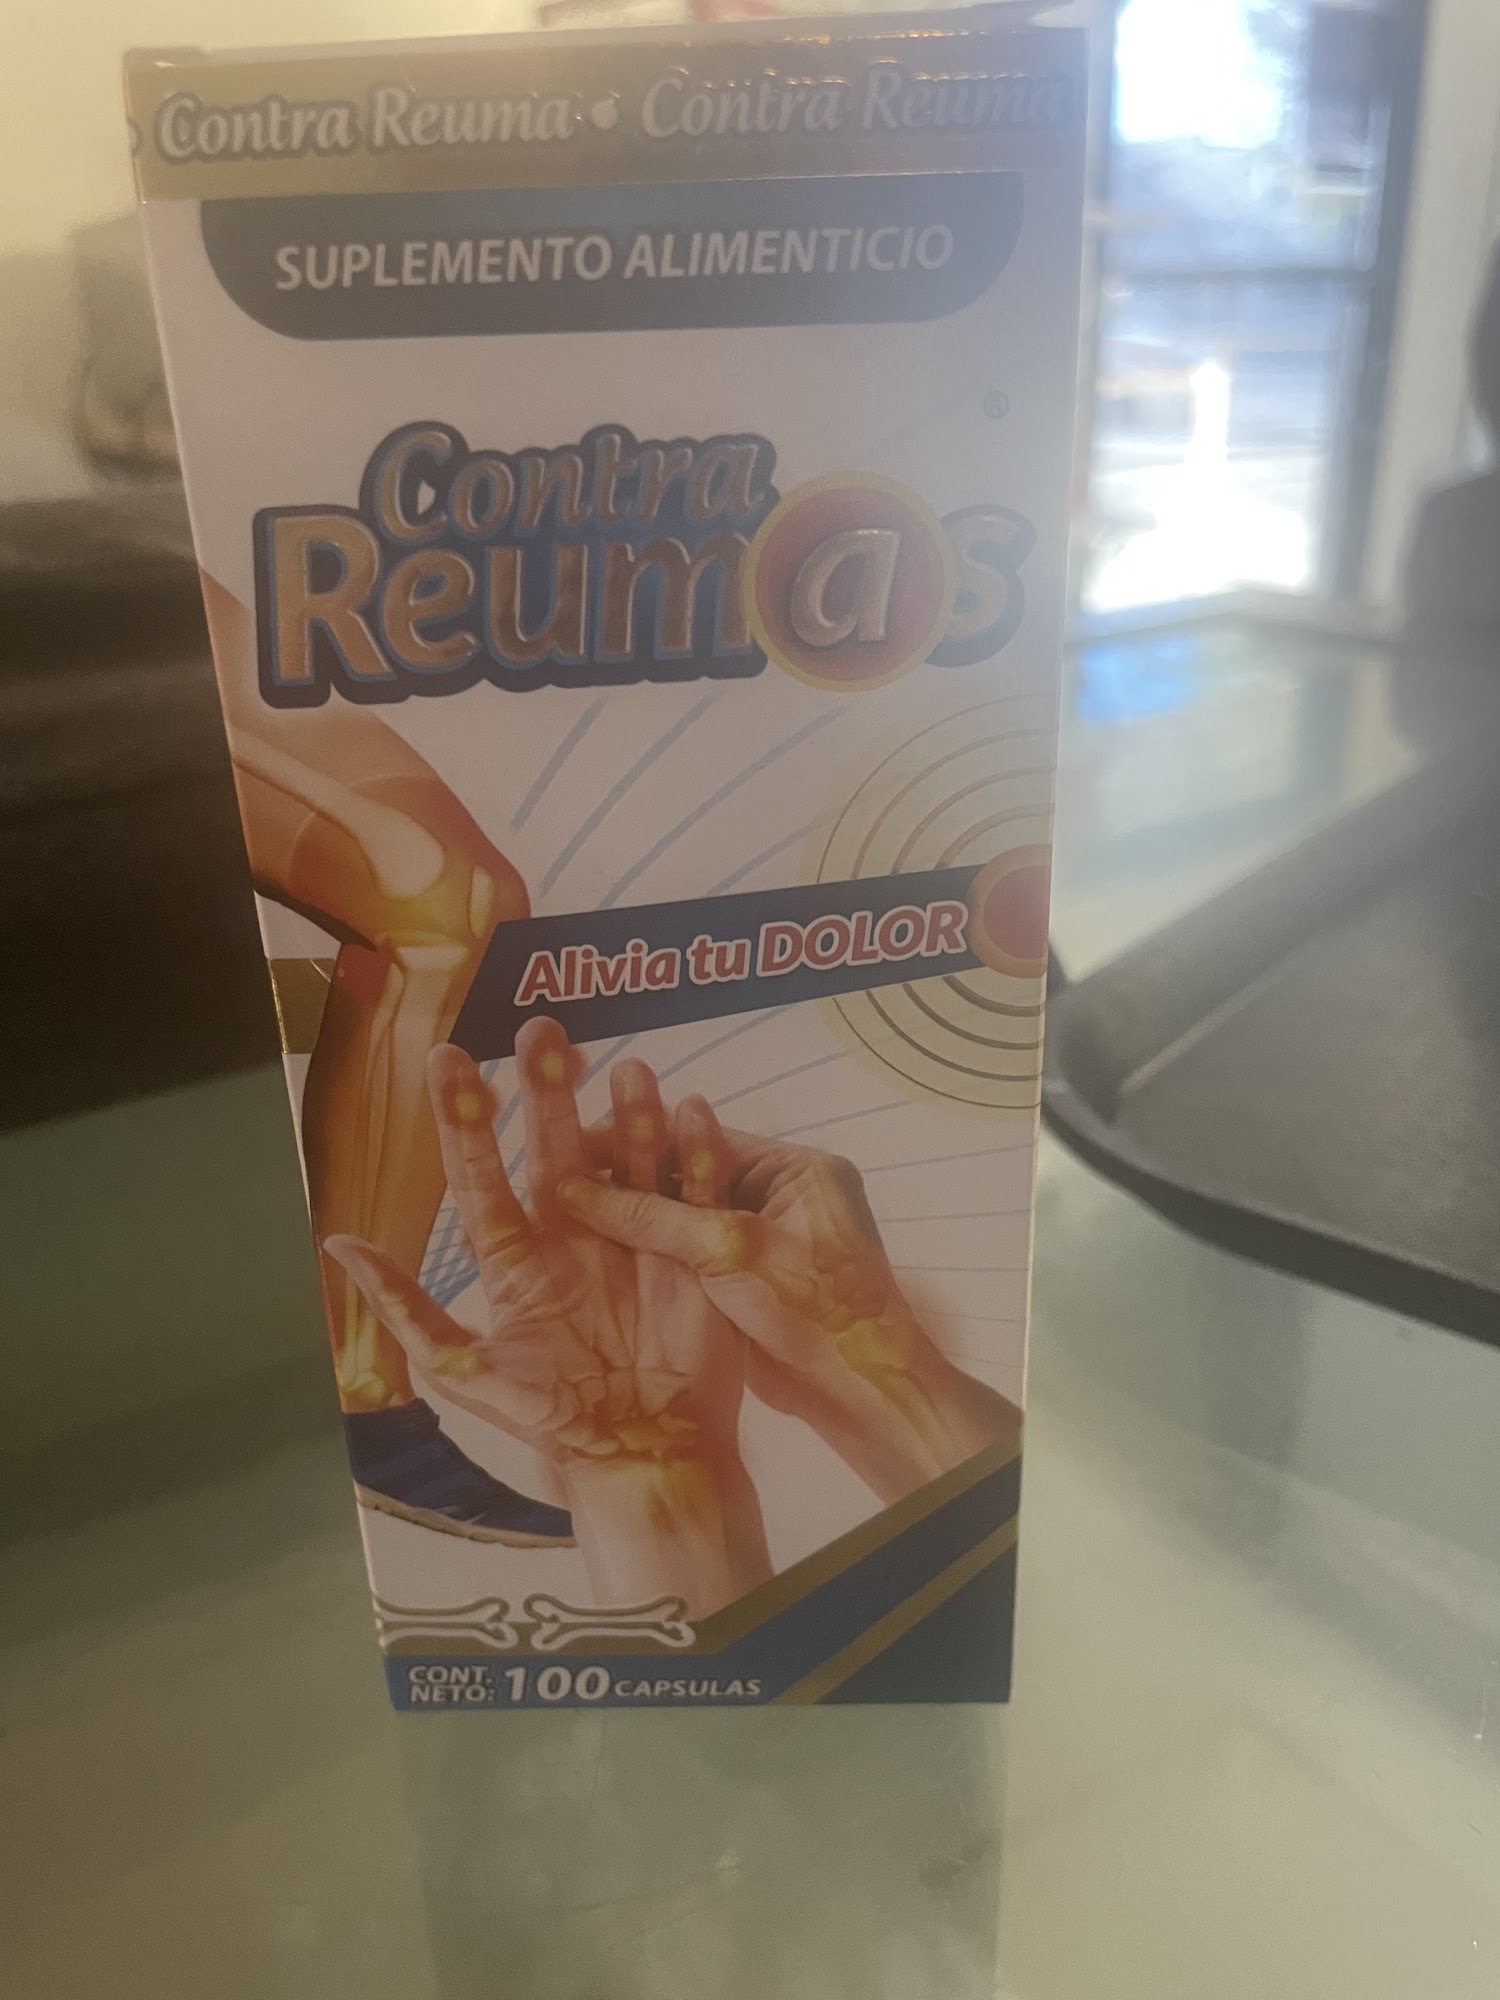 Contra Reuma • Contra Reuma
SUPLEMENTO ALIMENTICIO
®
Contra
Reumas
Alivia tu DOLOR
CONT.
NETO: 100 CAPSULAS